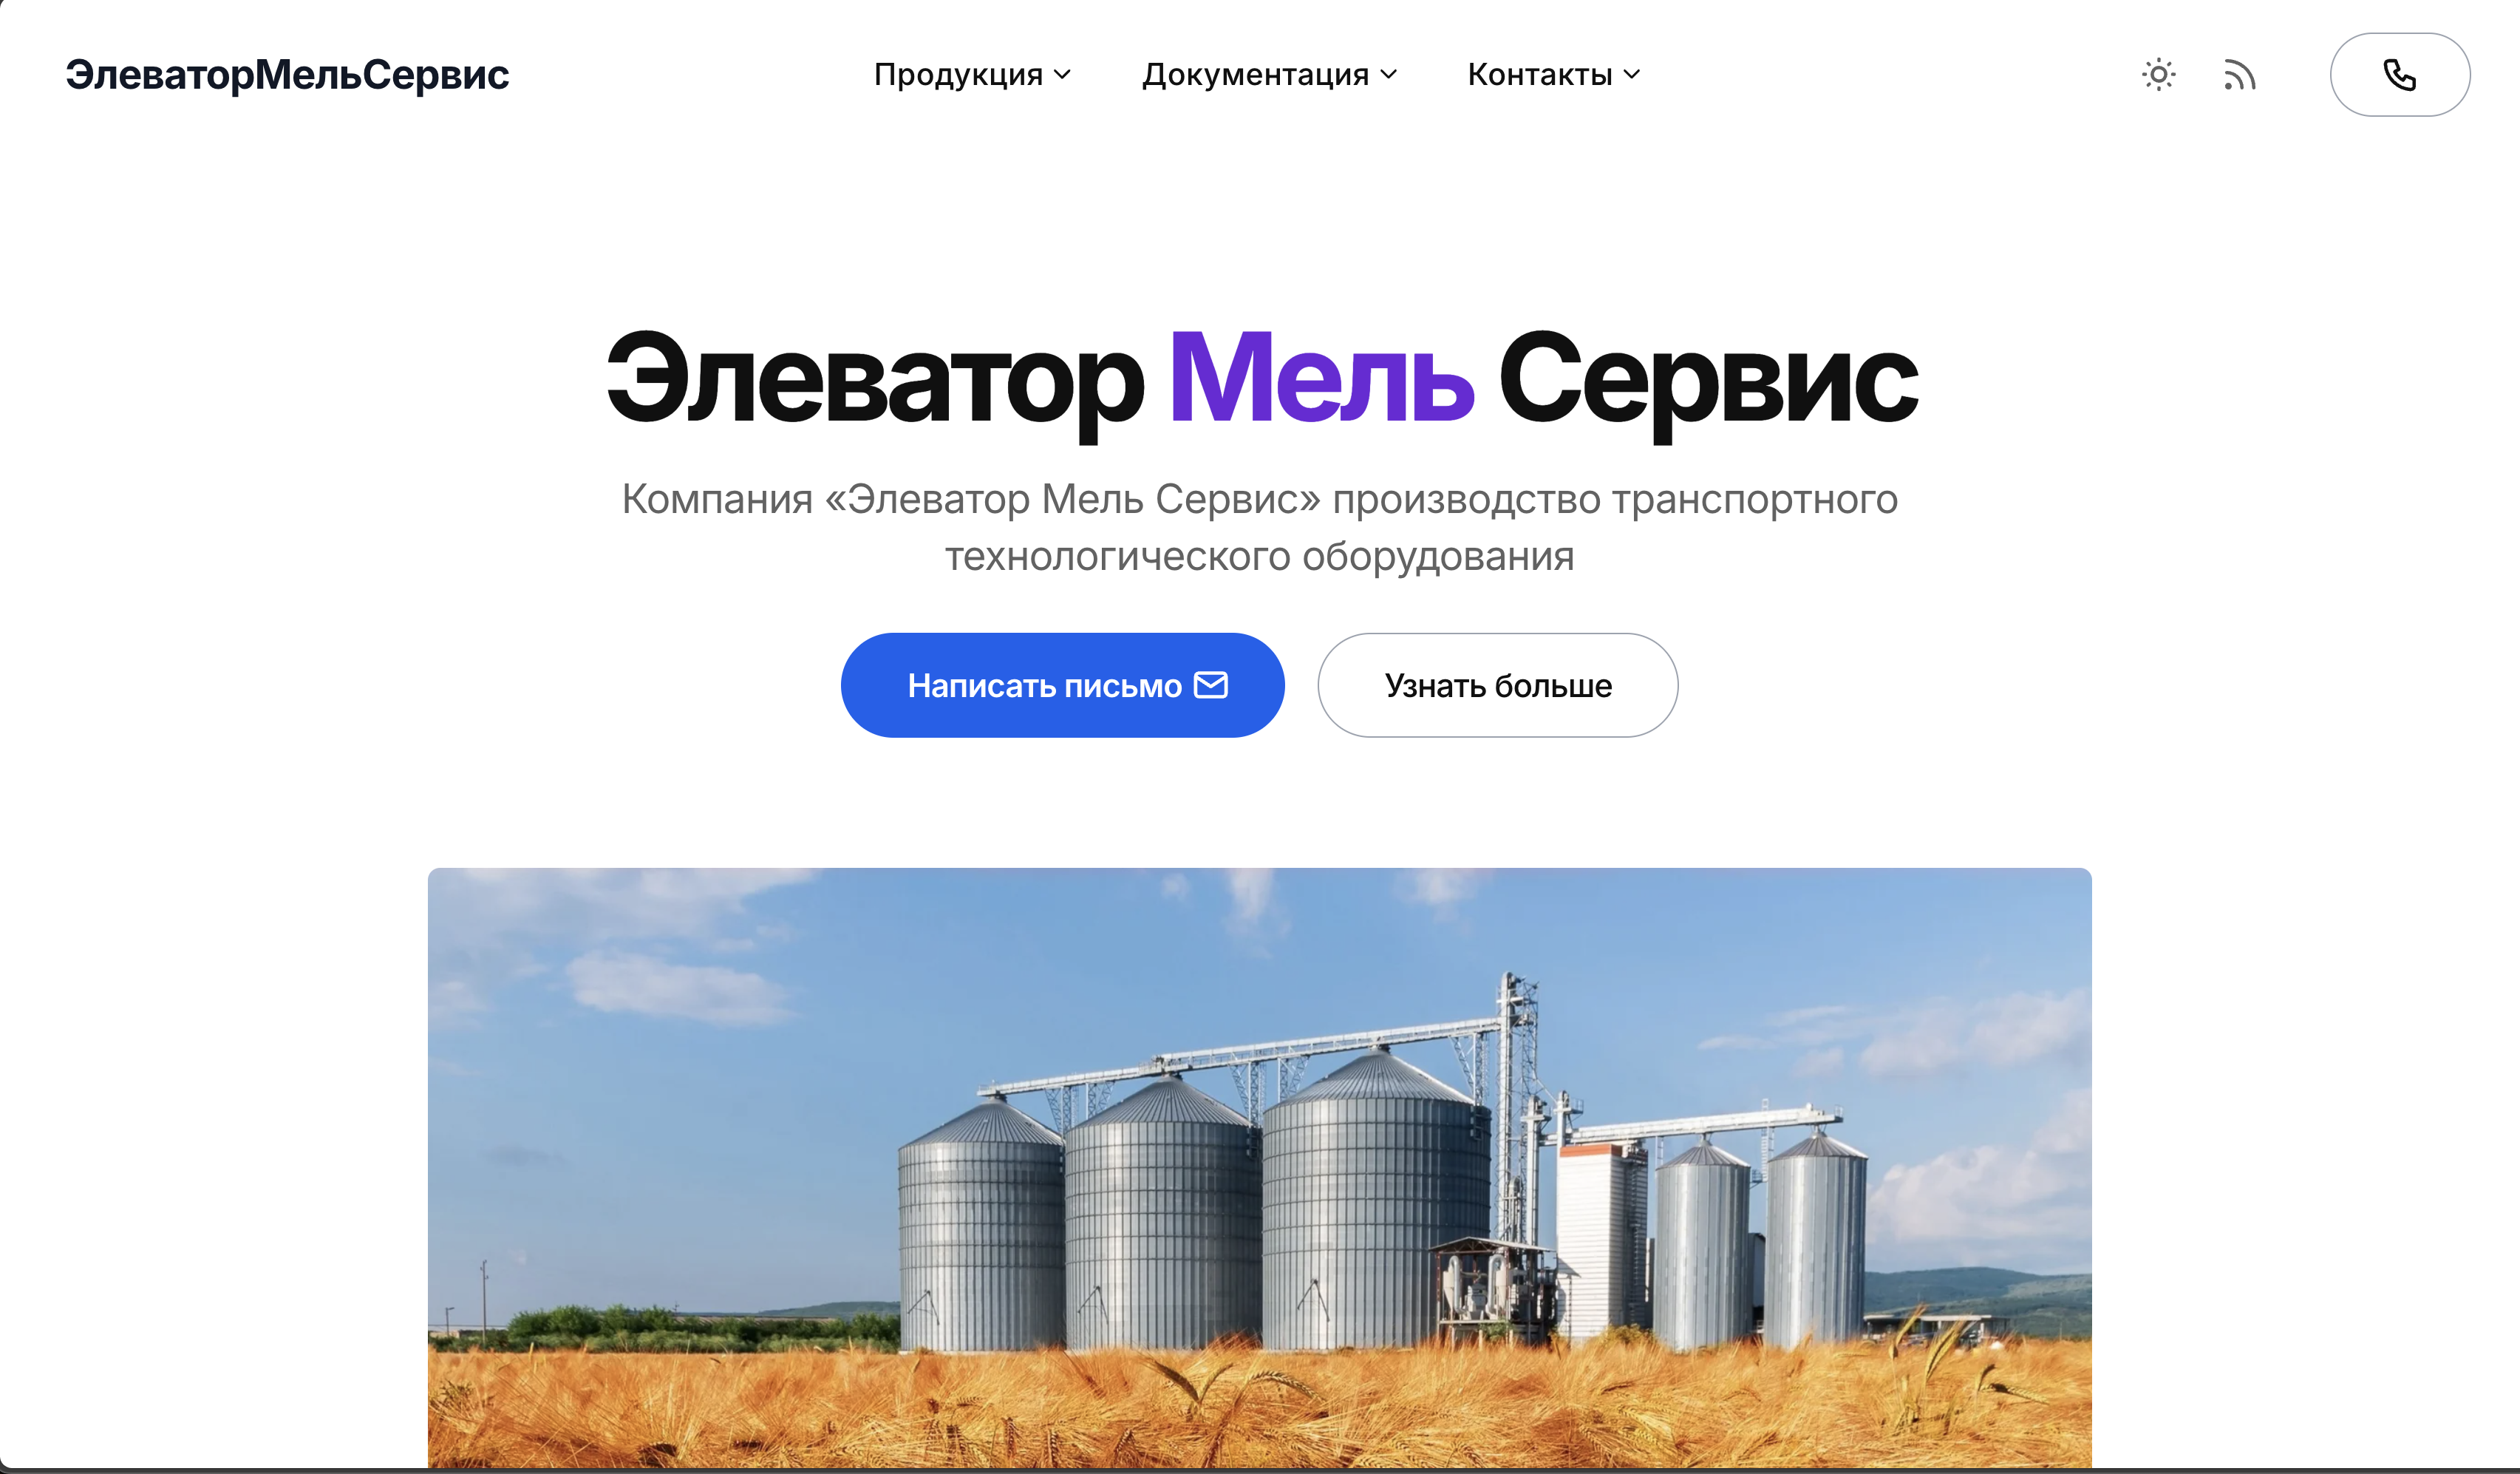 ЭлеваторМельСервис
Продукция
Документация
Контакты
Элеватор Мель Сервис
Компания «Элеватор Мель Сервис» производство транспортного
технологического оборудования
Написать письмо
Узнать больше